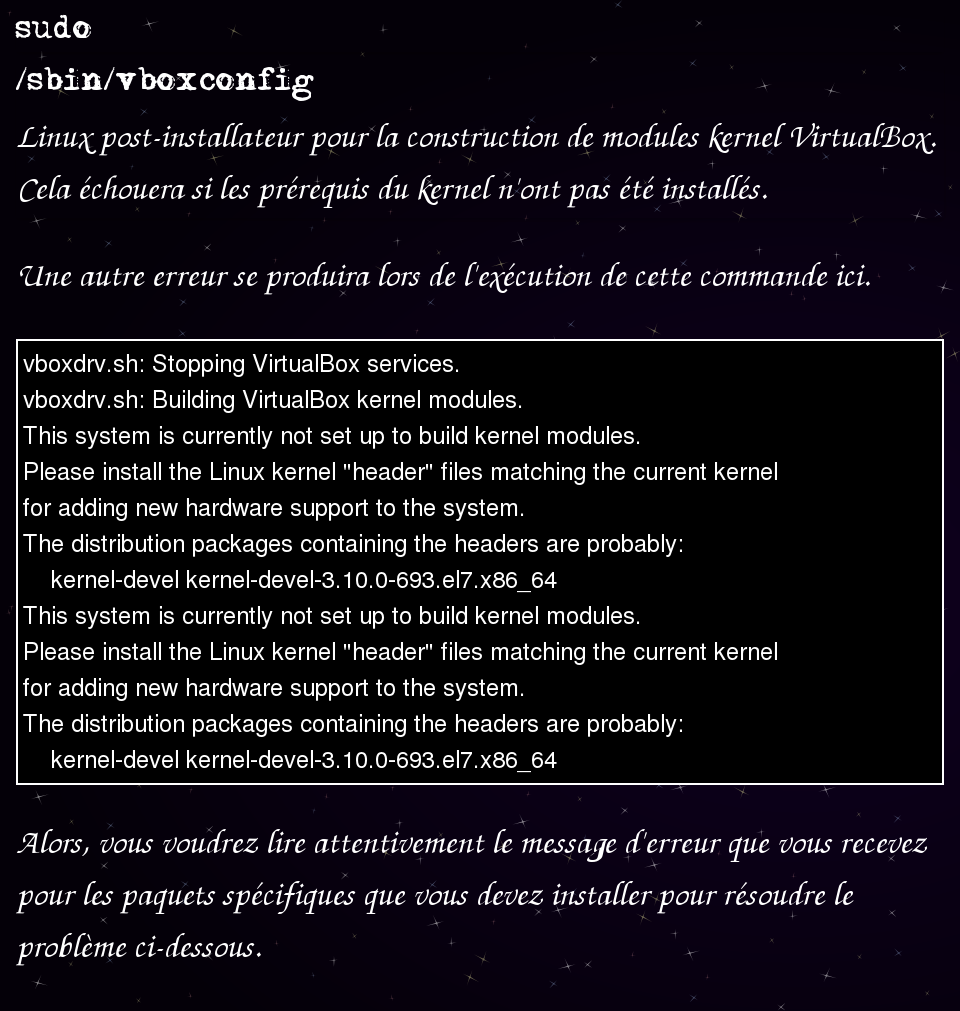 sudo
/sbin/vboxconfig
Linux post-installateur pour la construction de modules kernel VirtualBox.
Cela échouera si les prérequis du kernel n'ont pas été installés.
Une autre erreur se produira lors de l'exécution de cette commande ici.
vboxdrv.sh: Stopping VirtualBox services.
vboxdrv.sh: Building VirtualBox kernel modules.
This system is currently not set up to build kernel modules.
Please install the Linux kernel "header" files matching the current kernel
for adding new hardware support to the system.
The distribution packages containing the headers are probably:
    kernel-devel kernel-devel-3.10.0-693.el7.x86_64
This system is currently not set up to build kernel modules.
Please install the Linux kernel "header" files matching the current kernel
for adding new hardware support to the system.
The distribution packages containing the headers are probably:
    kernel-devel kernel-devel-3.10.0-693.el7.x86_64
Alors, vous voudrez lire attentivement le message d'erreur que vous recevez
pour les paquets spécifiques que vous devez installer pour résoudre le
problème ci-dessous.